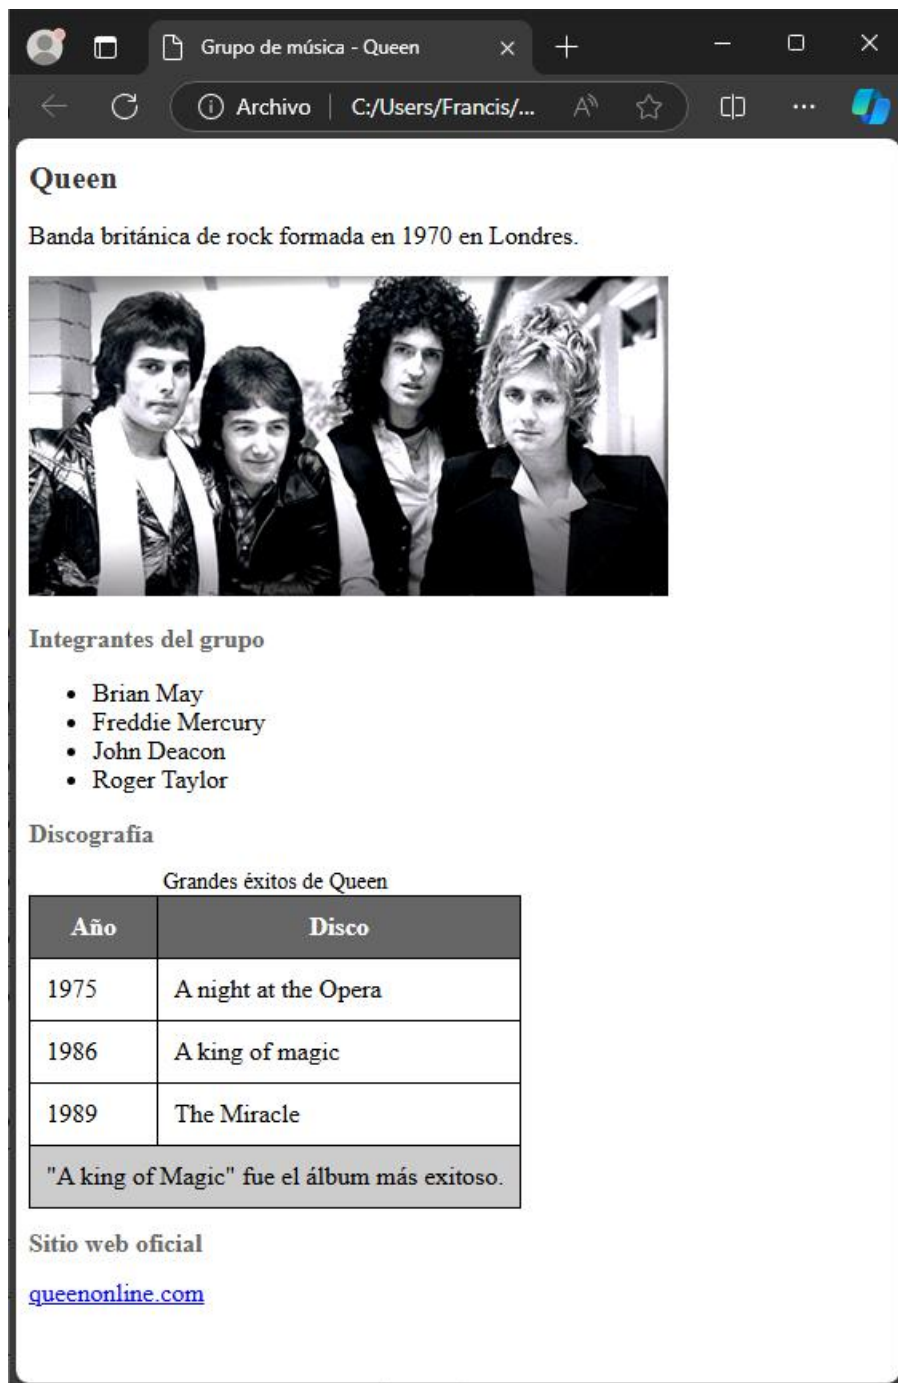 Grupo de música - Queen
Archivo
C:/Users/Francis/...
Queen
Banda británica de rock formada en 1970 en Londres.
Integrantes del grupo
Brian May
Freddie Mercury
John Deacon
Roger Taylor
Discografía
Grandes éxitos de Queen
Año Disco
1975 A night at the Opera
1986 A king of magic
1989 The Miracle
"A king of Magic" fue el álbum más exitoso.
Sitio web oficial
queenonline.com